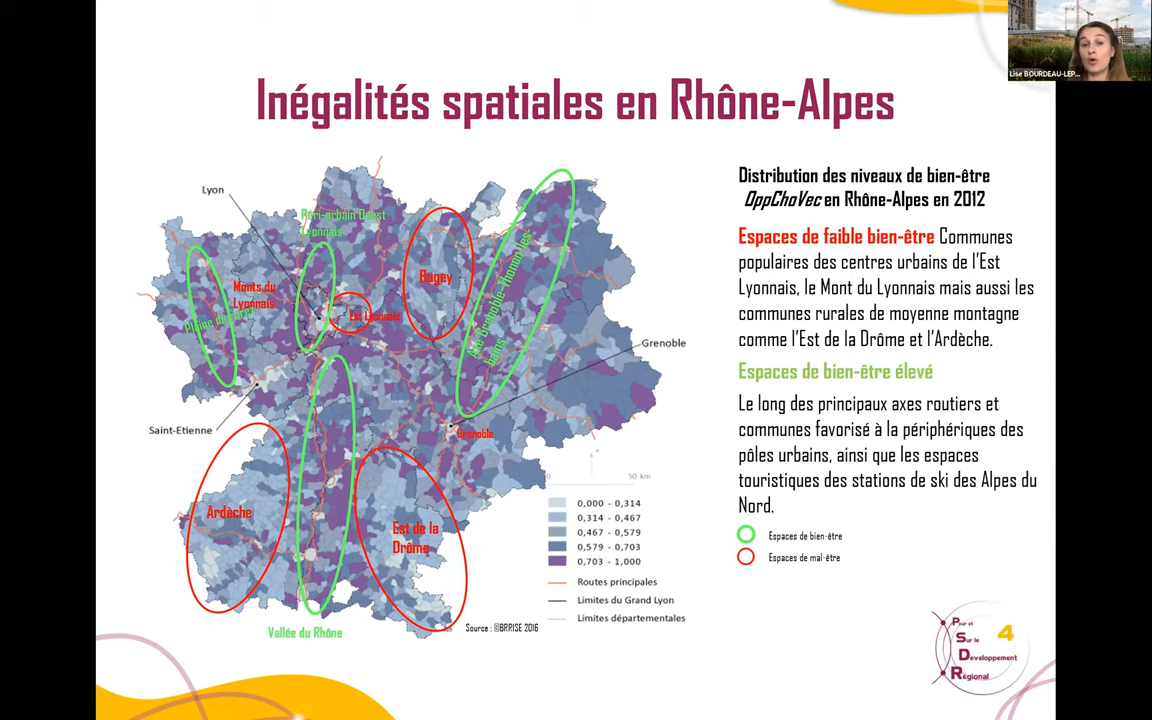 Lise BOURDEAU-LEP...
Inégalités spatiales en Rhône-Alpes
Lyon
Péri-urbain Ouest
Lyonnais
Monts du
Lyonnais
Plaine du Forez
Est Lyonnais
Bugey
Axe Grenoble-Thonon-les-
bains
Grenoble
Saint-Etienne
Grenoble
Ardèche
Est de la
Drôme
Vallée du Rhône
0 50 km
0,000 - 0,314
0,314 - 0,467
0,467 - 0,579
0,579 - 0,703
0,703 - 1,000
Routes principales
Limites du Grand Lyon
Limites départementales
Source : ©BRRISE 2016
Distribution des niveaux de bien-être
OppChoVec en Rhône-Alpes en 2012
Espaces de faible bien-être Communes
populaires des centres urbains de l'Est
Lyonnais, le Mont du Lyonnais mais aussi les
communes rurales de moyenne montagne
comme l'Est de la Drôme et l'Ardèche.
Espaces de bien-être élevé
Le long des principaux axes routiers et
communes favorisé à la périphériques des
pôles urbains, ainsi que les espaces
touristiques des stations de ski des Alpes du
Nord.
Espaces de bien-être
Espaces de mal-être
Pour et
Sur le
4
Developpement
Régional